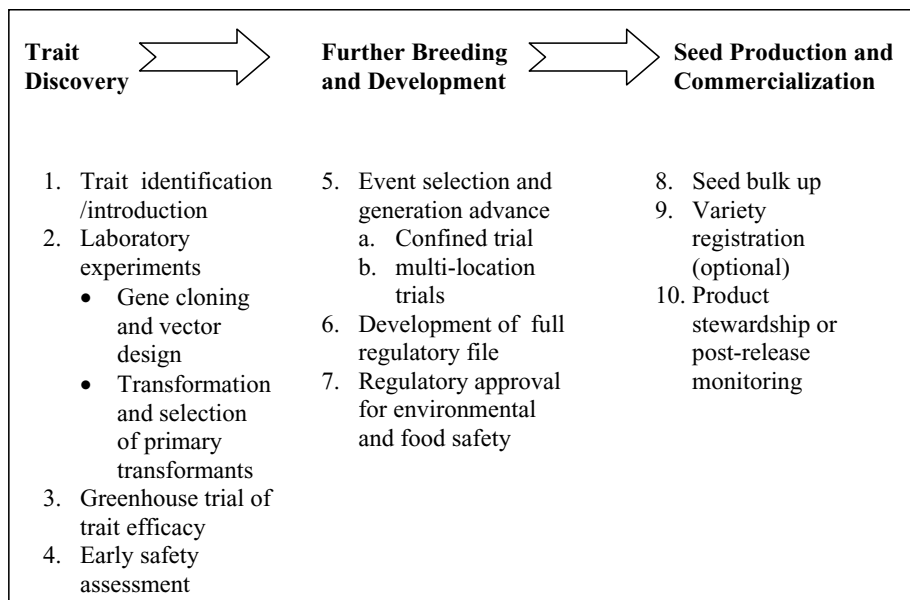 Trait
Discovery
Further Breeding
and Development
Seed Production and
Commercialization
1. Trait identification
/introduction
2. Laboratory
experiments
• Gene cloning
and vector
design
• Transformation
and selection
of primary
transformants
3. Greenhouse trial of
trait efficacy
4. Early safety
assessment
5. Event selection and
generation advance
a. Confined trial
b. multi-location
trials
6. Development of full
regulatory file
7. Regulatory approval
for environmental
and food safety
8. Seed bulk up
9. Variety
registration
(optional)
10. Product
stewardship or
post-release
monitoring